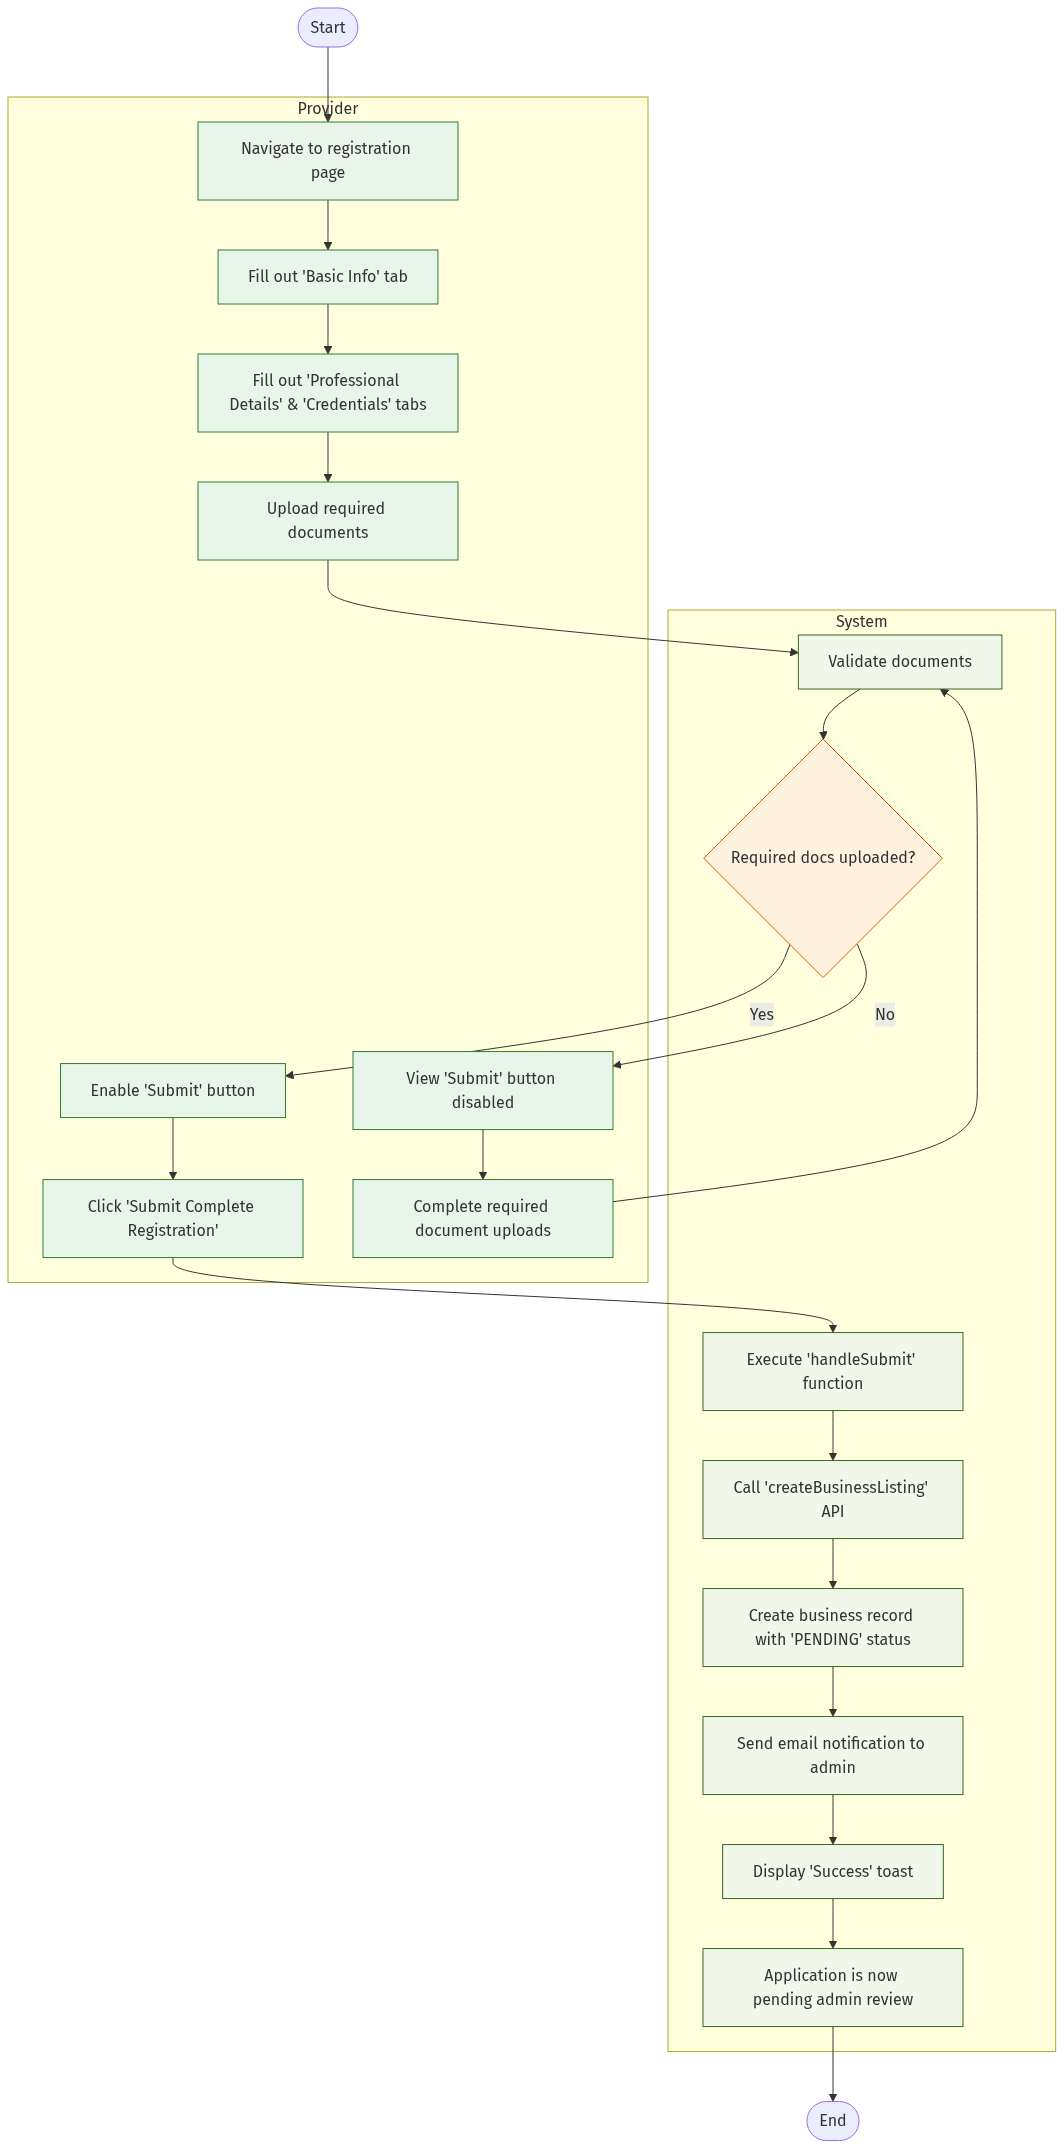 Start
Provider
Navigate to registration
page
Fill out 'Basic Info' tab
Fill out 'Professional
Details' & 'Credentials' tabs
Upload required
documents
System
Validate documents
Required docs uploaded?
Yes
No
Enable 'Submit' button
View 'Submit' button
disabled
Click 'Submit Complete
Registration'
Complete required
document uploads
Execute 'handleSubmit'
function
Call 'createBusinessListing'
API
Create business record
with 'PENDING' status
Send email notification to
admin
Display 'Success' toast
Application is now
pending admin review
End